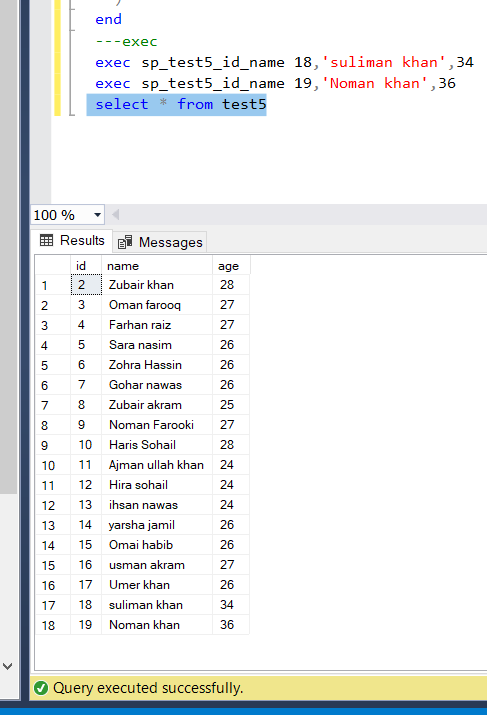 )
end
---exec
exec sp_test5_id_name 18,'suliman khan',34
exec sp_test5_id_name 19,'Noman khan',36
select * from test5
100 %
Results Messages
id name age
1 2 Zubair khan 28
2 3 Oman farooq 27
3 4 Farhan raiz 27
4 5 Sara nasim 26
5 6 Zohra Hassin 26
6 7 Gohar nawas 26
7 8 Zubair akram 25
8 9 Noman Farooki 27
9 10 Haris Sohail 28
10 11 Ajman ullah khan 24
11 12 Hira sohail 24
12 13 ihsan nawas 24
13 14 yarsha jamil 26
14 15 Omai habib 26
15 16 usman akram 27
16 17 Umer khan 26
17 18 suliman khan 34
18 19 Noman khan 36
Query executed successfully.